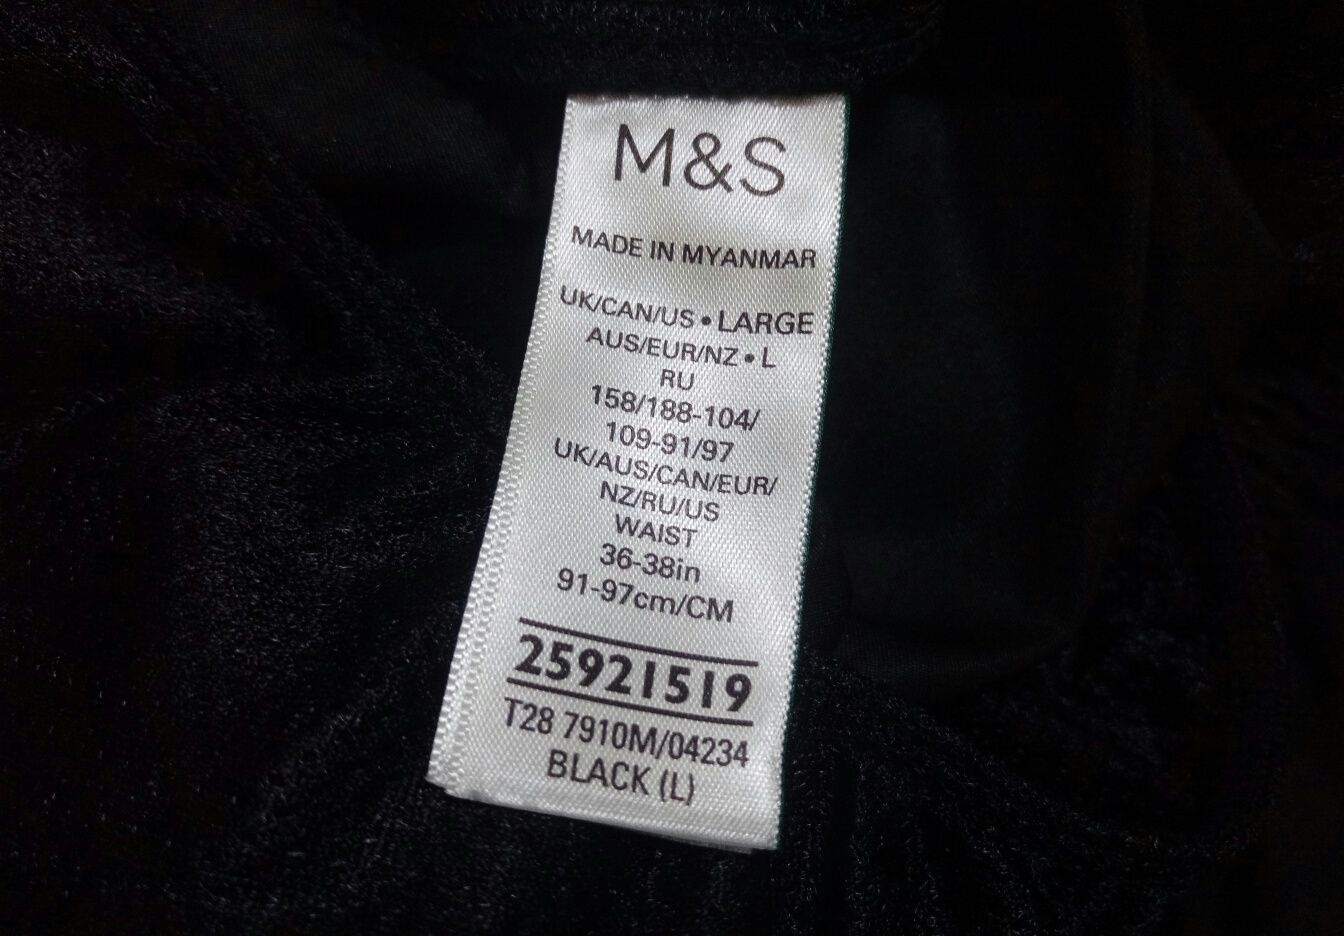 M&S
MADE IN MYANMAR
UK/CAN/US • LARGE
AUS/EUR/NZ • L
RU
158/188-104/
109-91/97
UK/AUS/CAN/EUR/
NZ/RU/US
WAIST
36-38in
91-97cm/CM
25921519
T28 7910M/04234
BLACK (L)